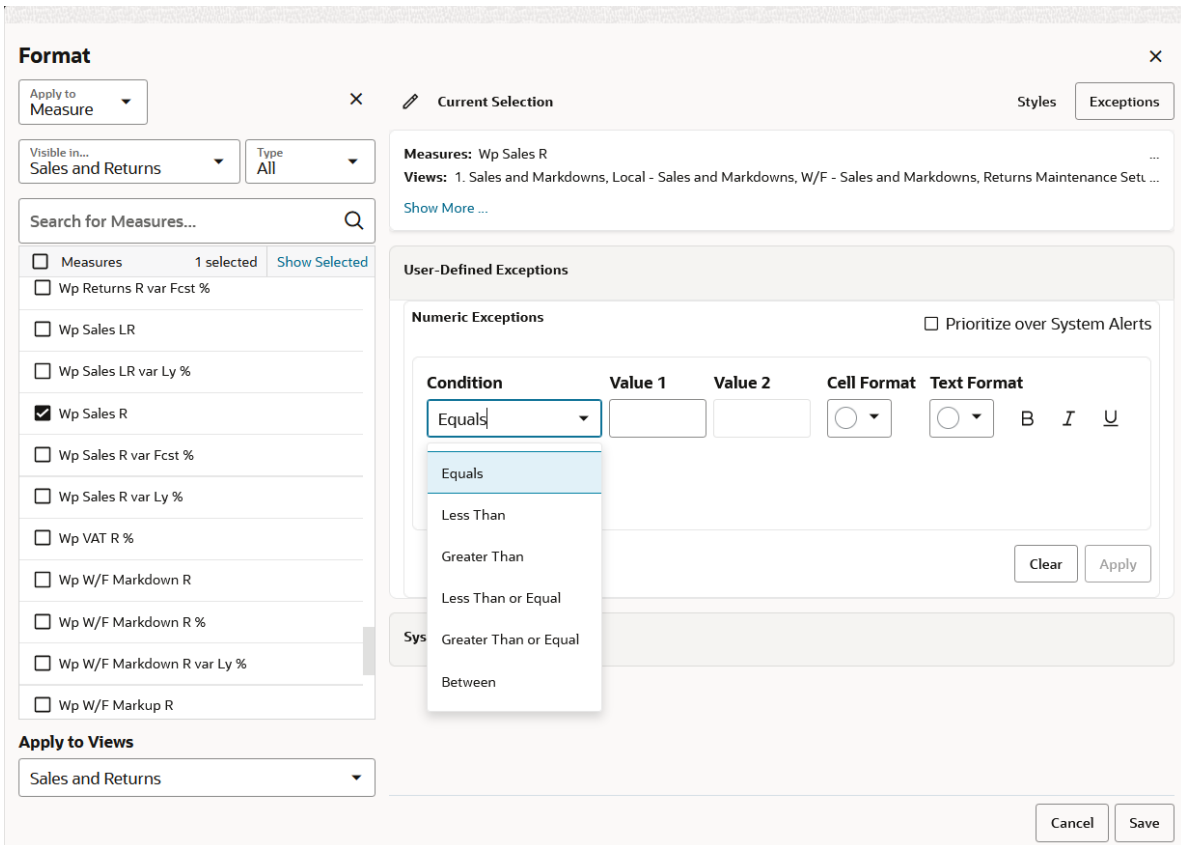 Format
Apply to
Measure
Visible in...
Sales and Returns
Type
All
Search for Measures...
Measures 1 selected Show Selected
Wp Returns R var Fcst %
Wp Sales LR
Wp Sales LR var Ly %
Wp Sales R
Wp Sales R var Fcst %
Wp Sales R var Ly %
Wp VAT R %
Wp W/F Markdown R
Wp W/F Markdown R %
Wp W/F Markdown R var Ly %
Wp W/F Markup R
Apply to Views
Sales and Returns
Current Selection
Styles
Exceptions
Measures: Wp Sales R ...
Views: 1. Sales and Markdowns, Local - Sales and Markdowns, W/F - Sales and Markdowns, Returns Maintenance Setu ...
Show More ...
User-Defined Exceptions
Numeric Exceptions
Prioritize over System Alerts
Condition Value 1 Value 2 Cell Format Text Format
Equals B I U
Equals
Less Than
Greater Than
Less Than or Equal
Greater Than or Equal
Between
Clear Apply
Sys
Cancel Save